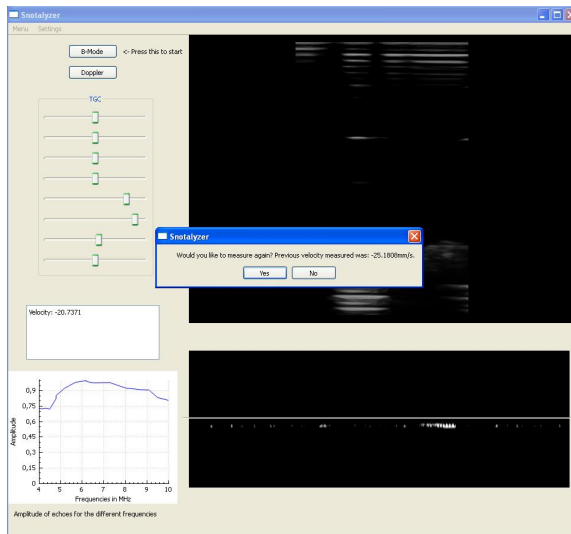 Snotalyzer
Menu Settings
B-Mode <- Press this to start
Doppler
TGC
Snotalyzer
Would you like to measure again? Previous velocity measured was: -25.1808mm/s.
Yes No
Velocity: -20.7371
Amplitude
0,9
0,75
0,6
0,45
0,3
0,15
0
4 5 6 7 8 9 10
Frequencies in MHz
Amplitude of echoes for the different frequencies